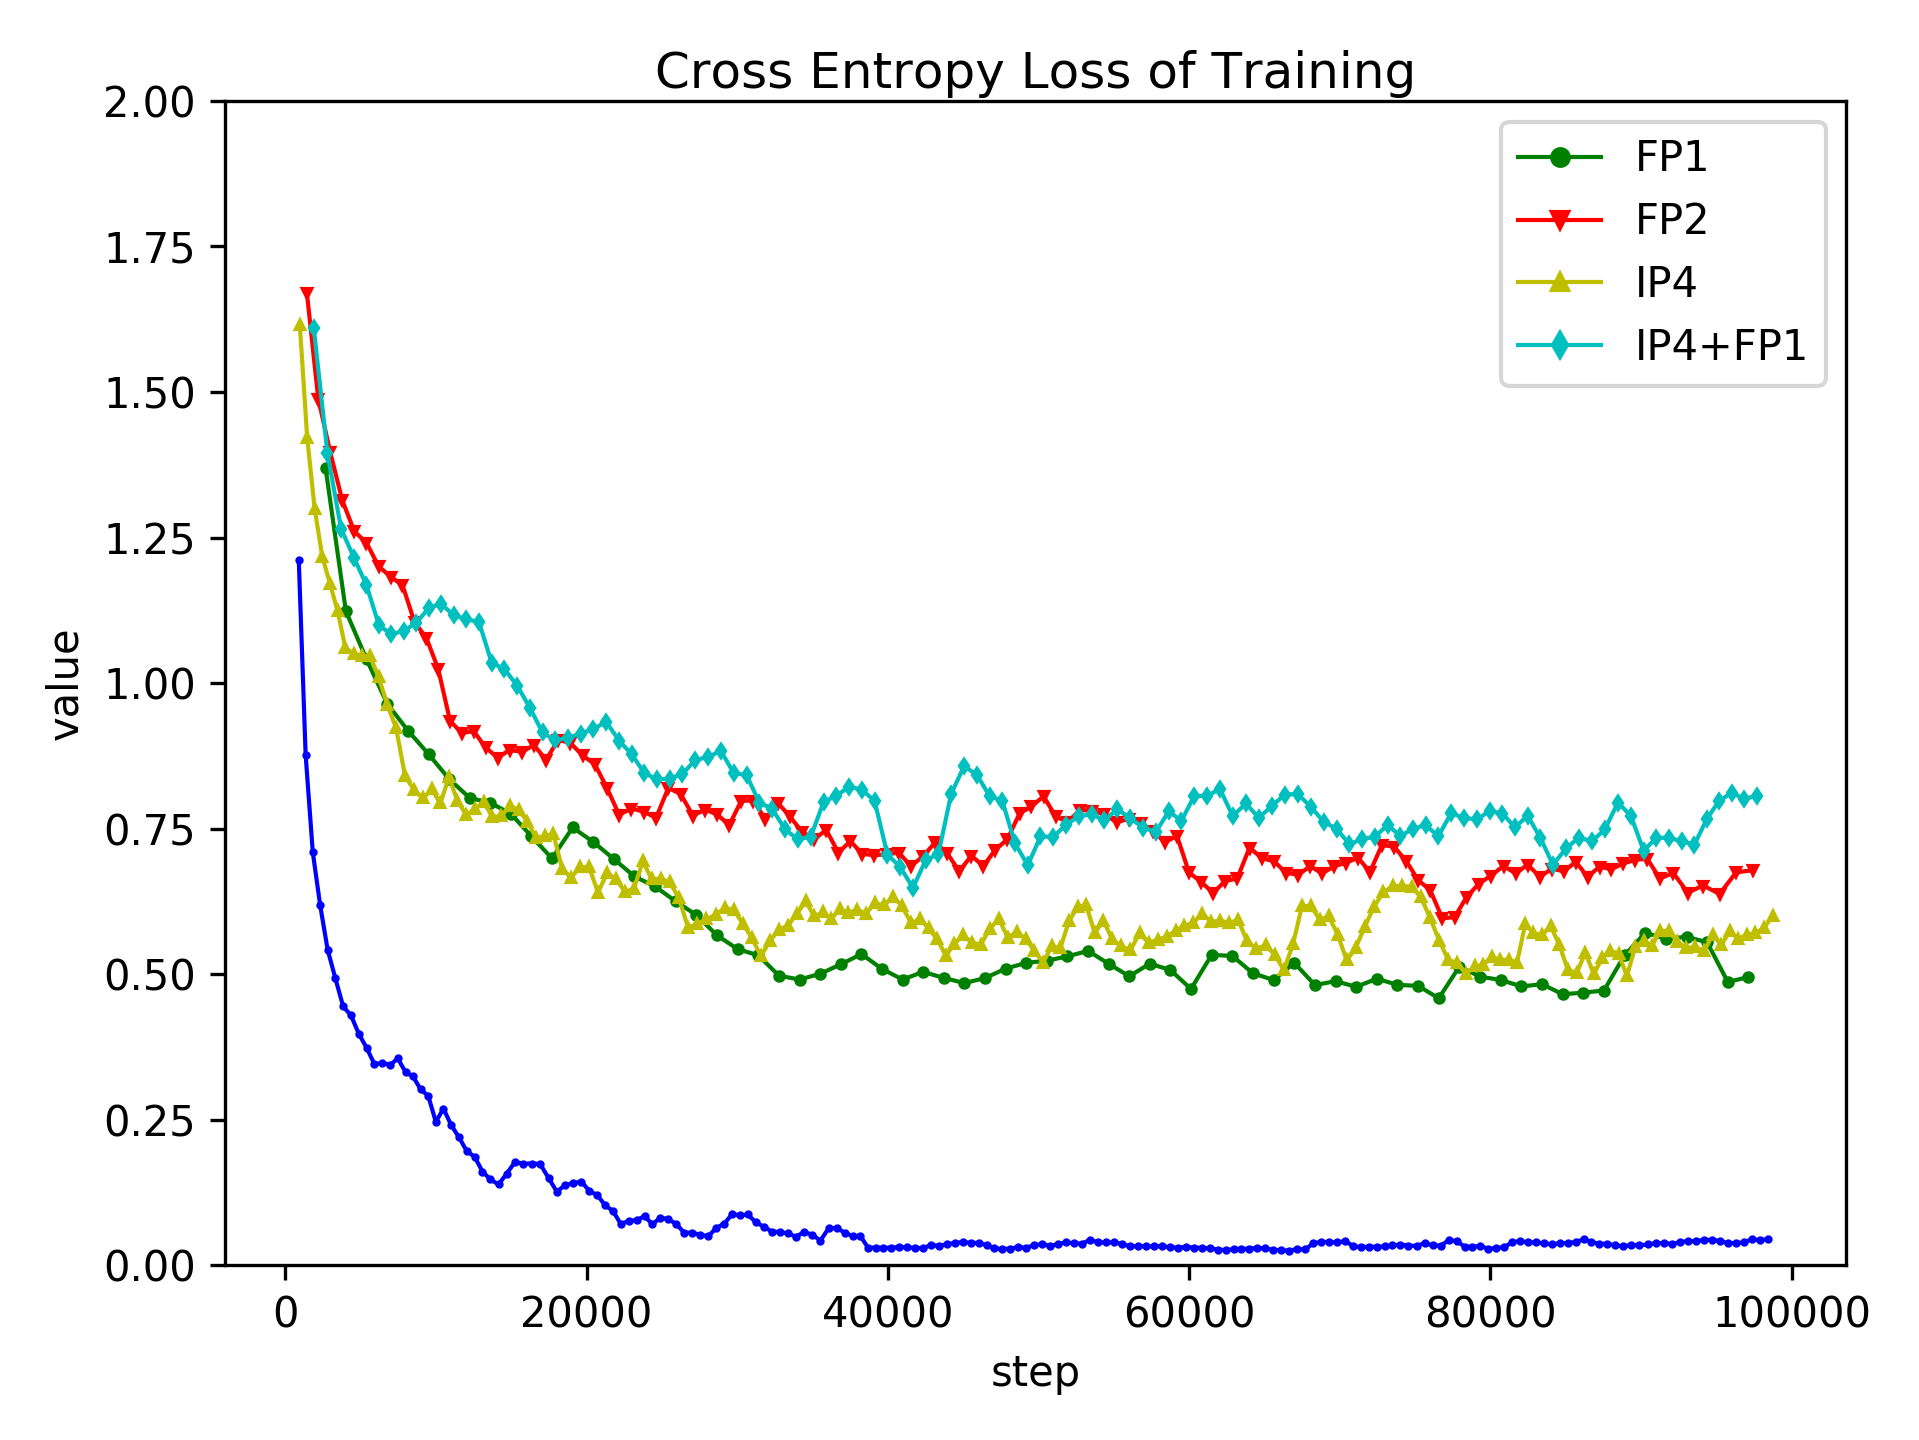 Cross Entropy Loss of Training
2.00
1.75
1.50
1.25
1.00
0.75
0.50
0.25
0.00
value
FP1
FP2
IP4
IP4+FP1
0 20000 40000 60000 80000 100000
step